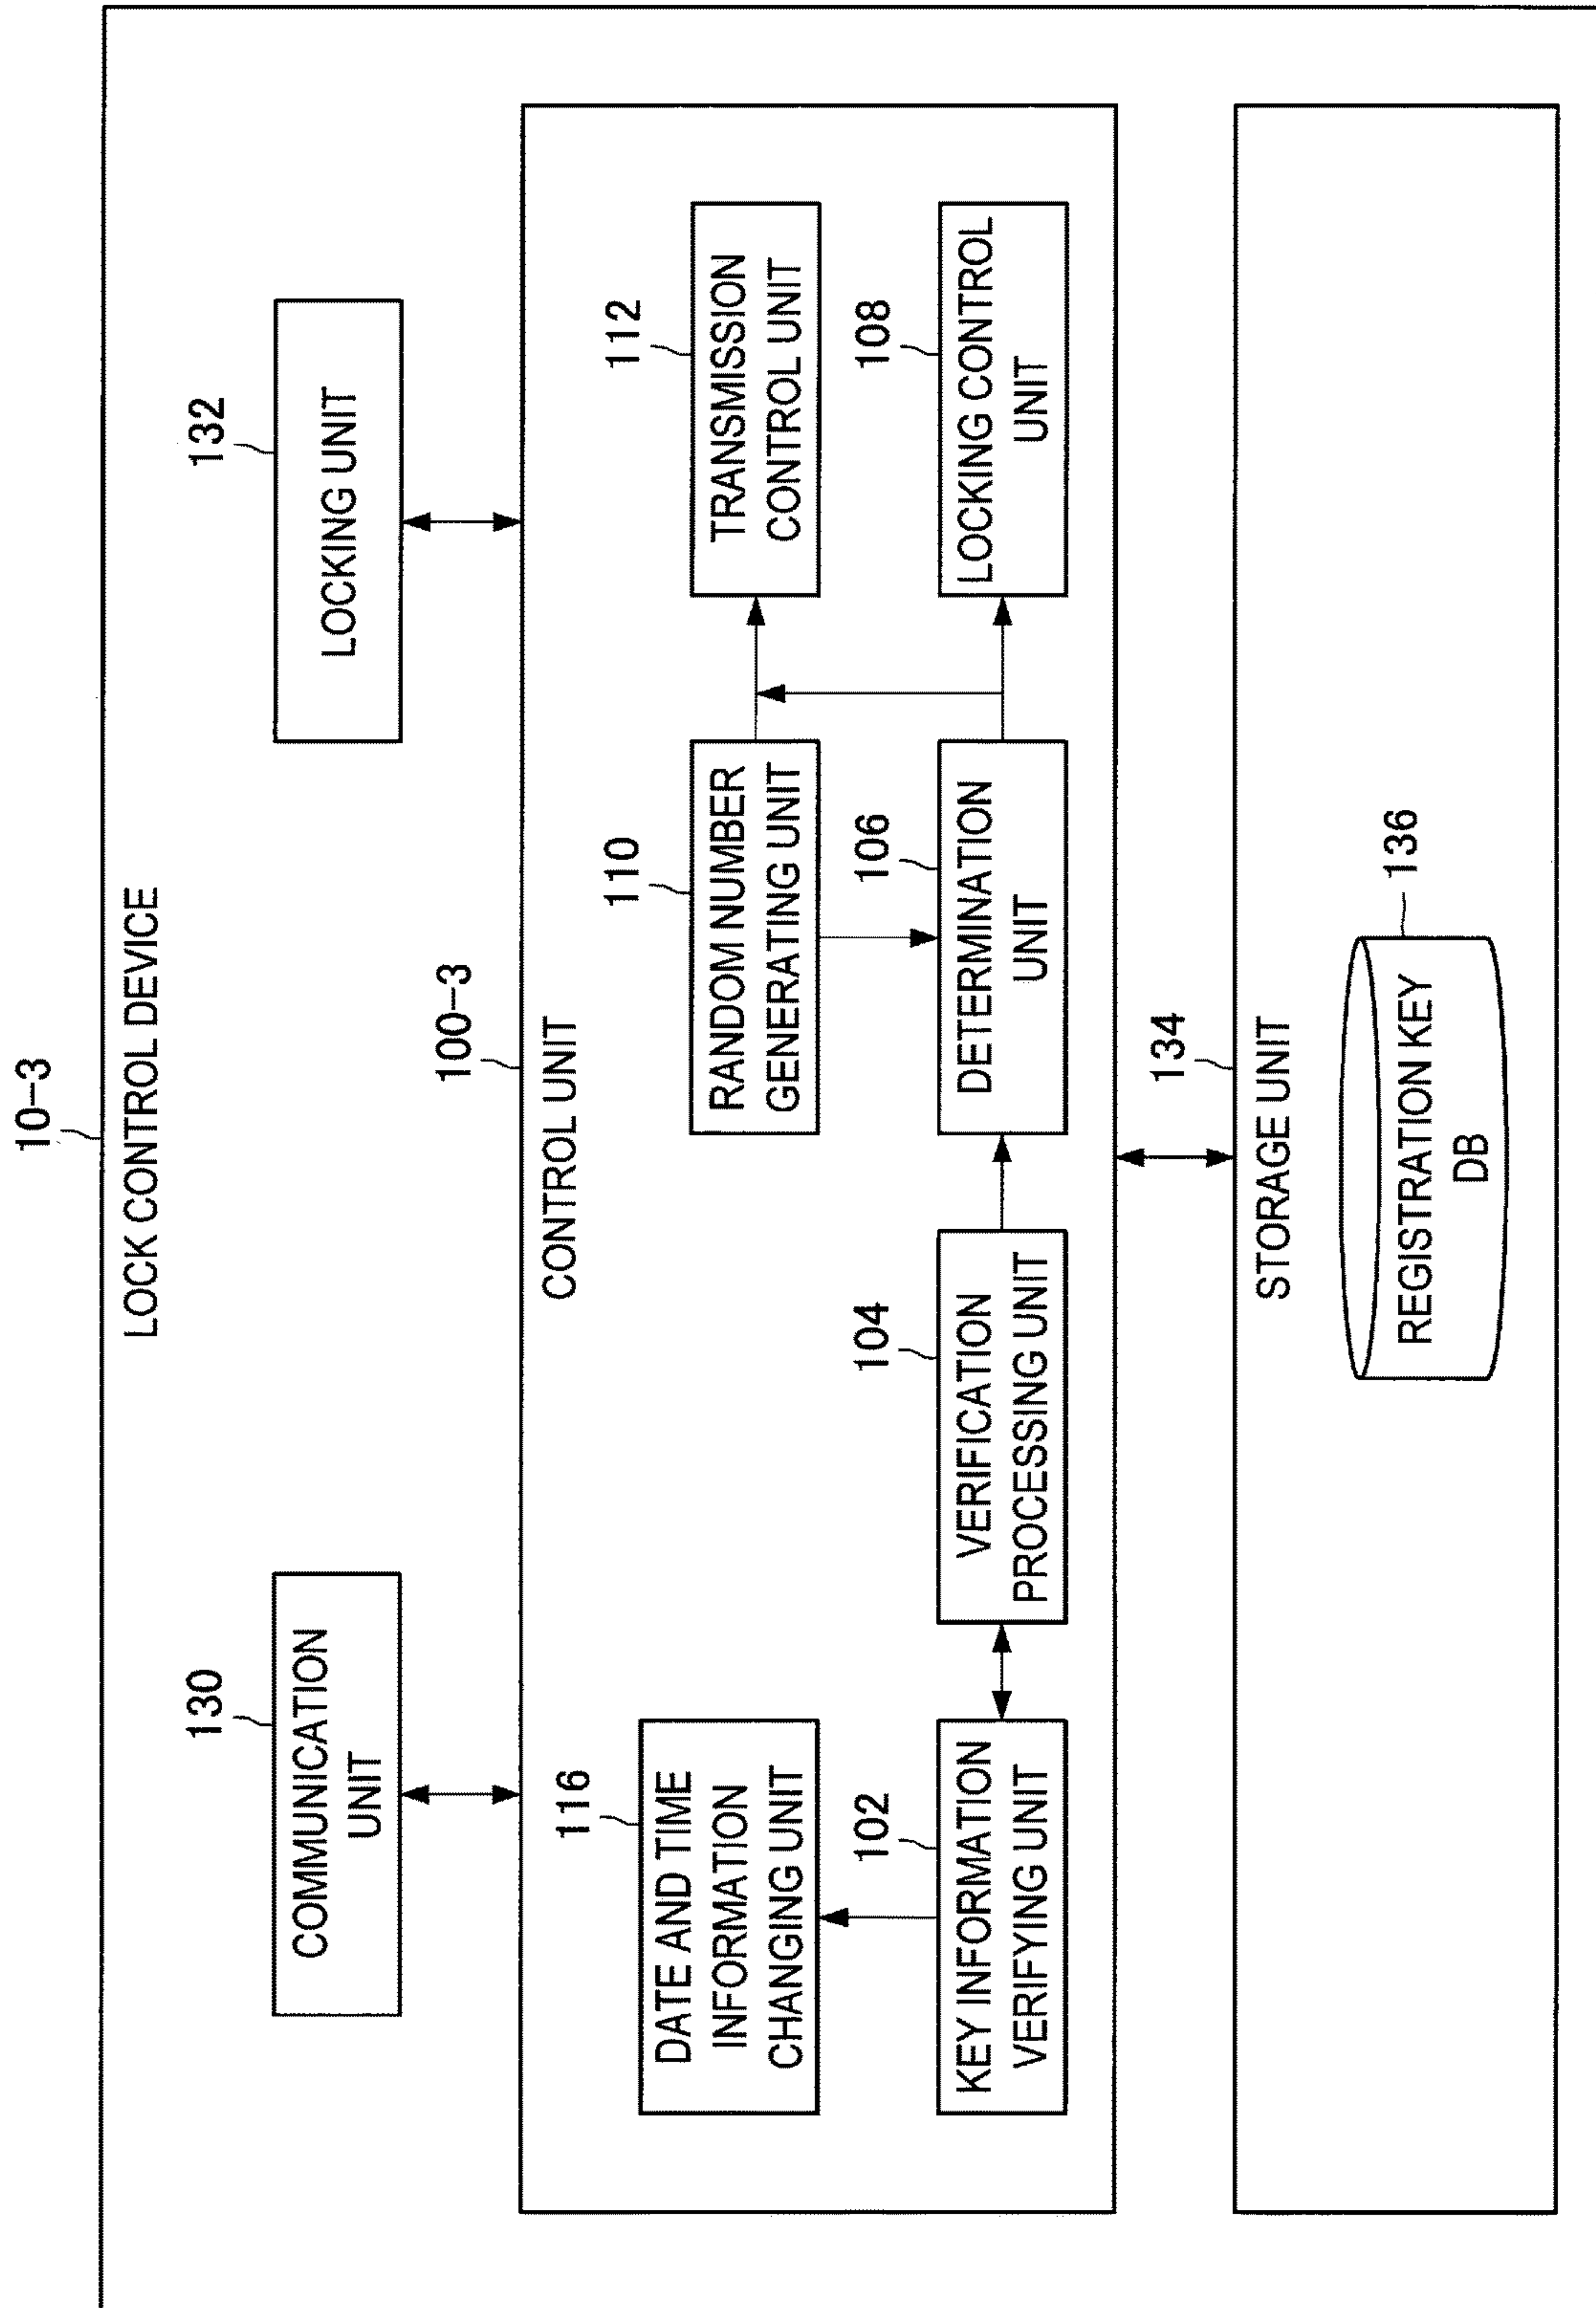 10-3
LOCK CONTROL DEVICE
130
COMMUNICATION
UNIT
132
LOCKING UNIT
100-3
CONTROL UNIT
116
DATE AND TIME
INFORMATION
CHANGING UNIT
110
RANDOM NUMBER
GENERATING UNIT
112
TRANSMISSION
CONTROL UNIT
102
KEY INFORMATION
VERIFYING UNIT
104
VERIFICATION
PROCESSING UNIT
106
DETERMINATION
UNIT
108
LOCKING CONTROL
UNIT
134
STORAGE UNIT
136
REGISTRATION KEY
DB